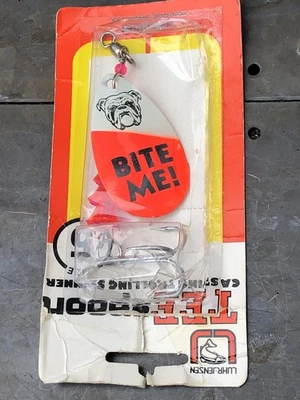 BITE
ME!
TEE spoon
CASTING/TROLLING SPINNER
LUHR-JENSEN